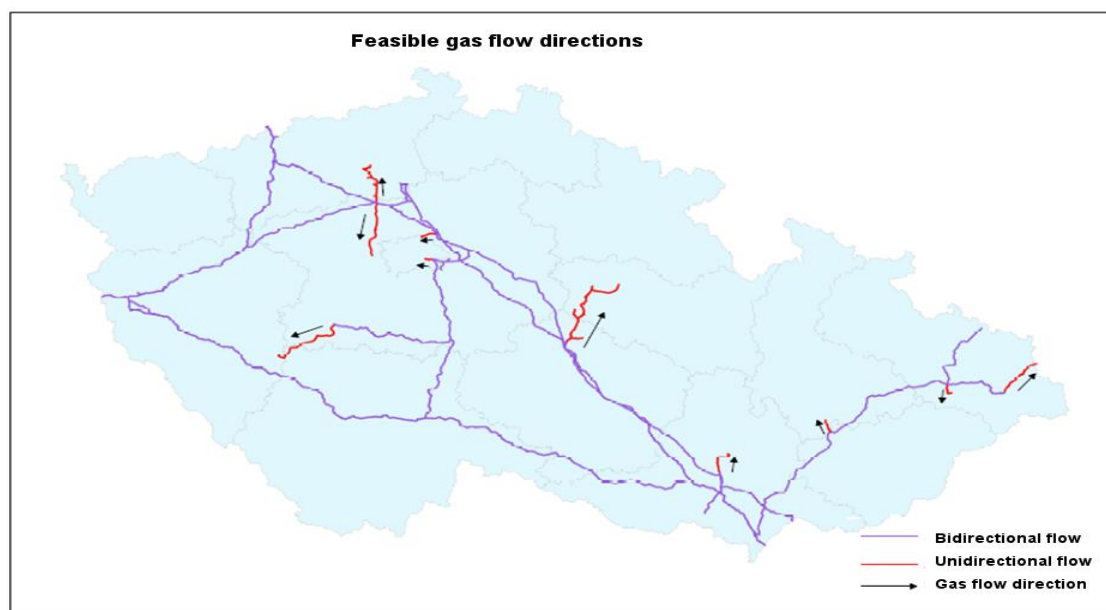 Feasible gas flow directions
Bidirectional flow
Unidirectional flow
Gas flow direction